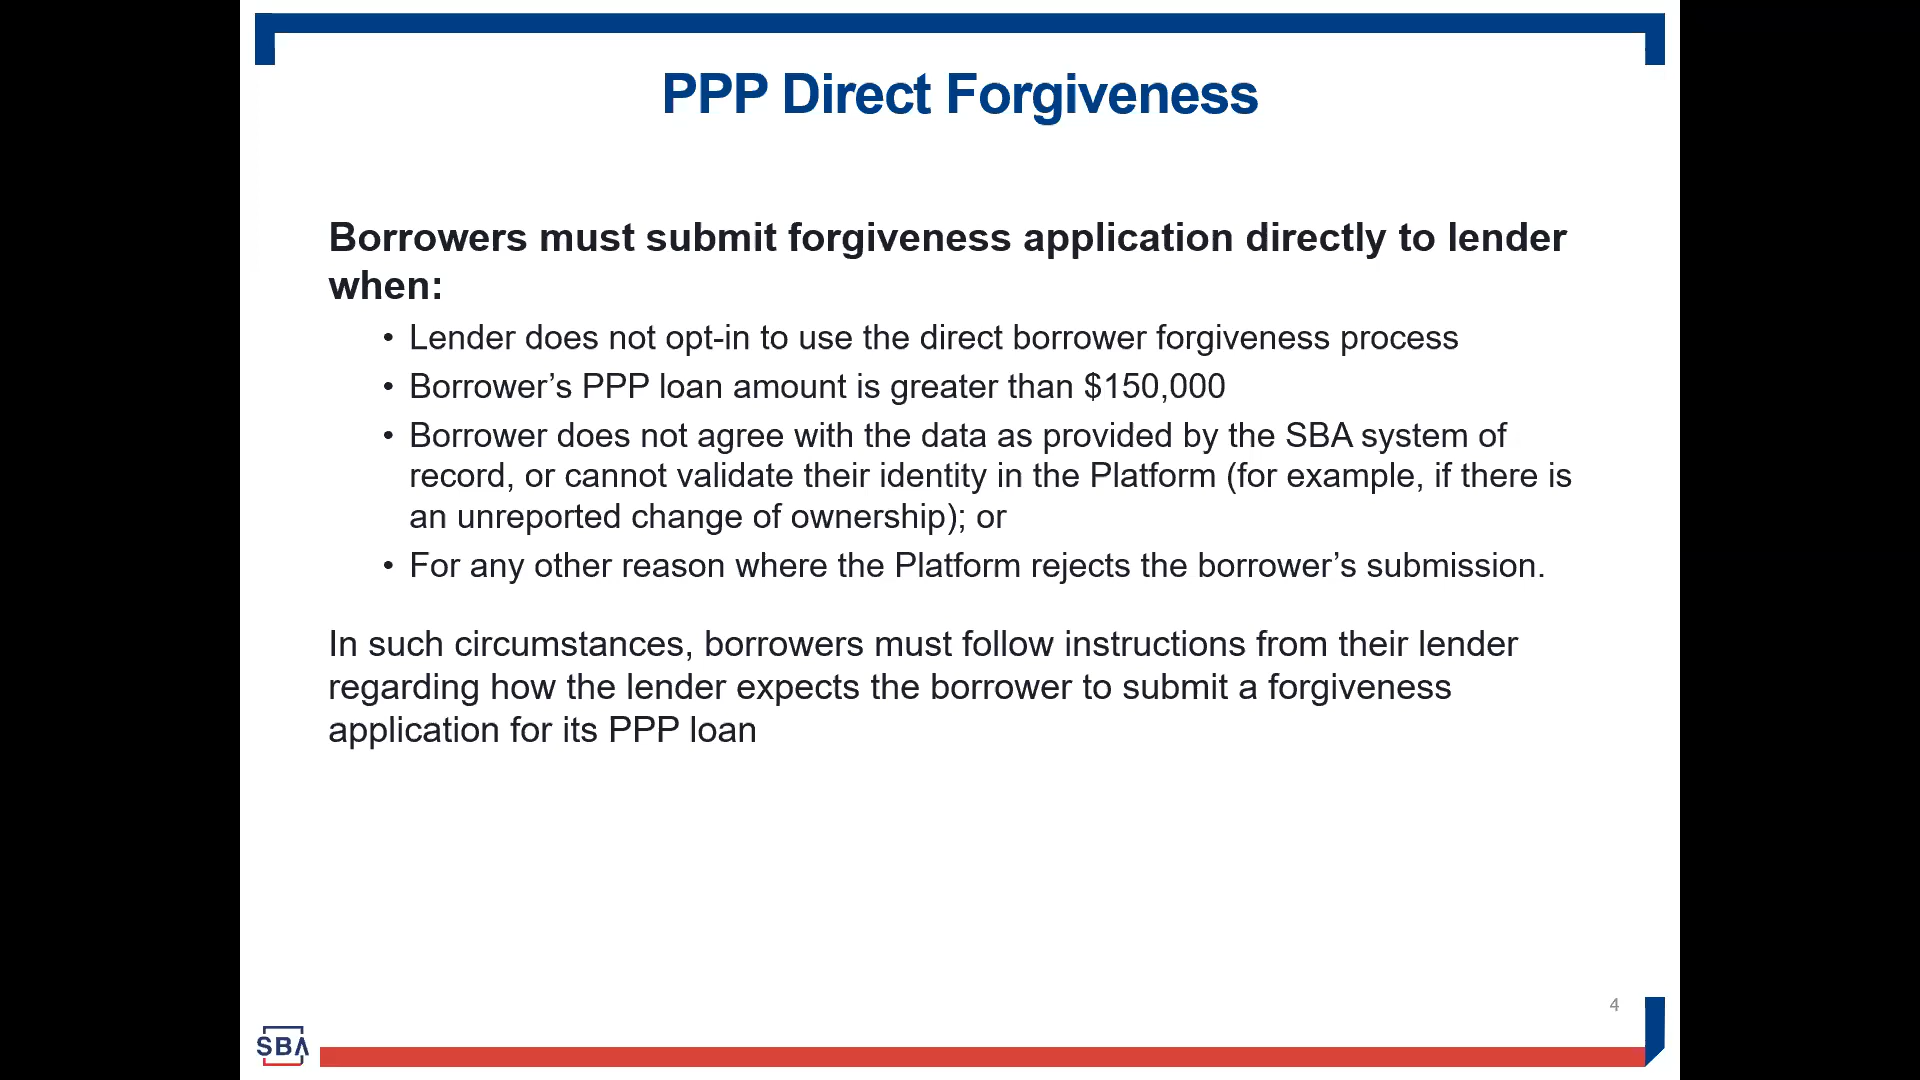 PPP Direct Forgiveness
Borrowers must submit forgiveness application directly to lender
when:
• Lender does not opt-in to use the direct borrower forgiveness process
• Borrower’s PPP loan amount is greater than $150,000
• Borrower does not agree with the data as provided by the SBA system of
record, or cannot validate their identity in the Platform (for example, if there is
an unreported change of ownership); or
• For any other reason where the Platform rejects the borrower’s submission.
In such circumstances, borrowers must follow instructions from their lender
regarding how the lender expects the borrower to submit a forgiveness
application for its PPP loan
4
SBA